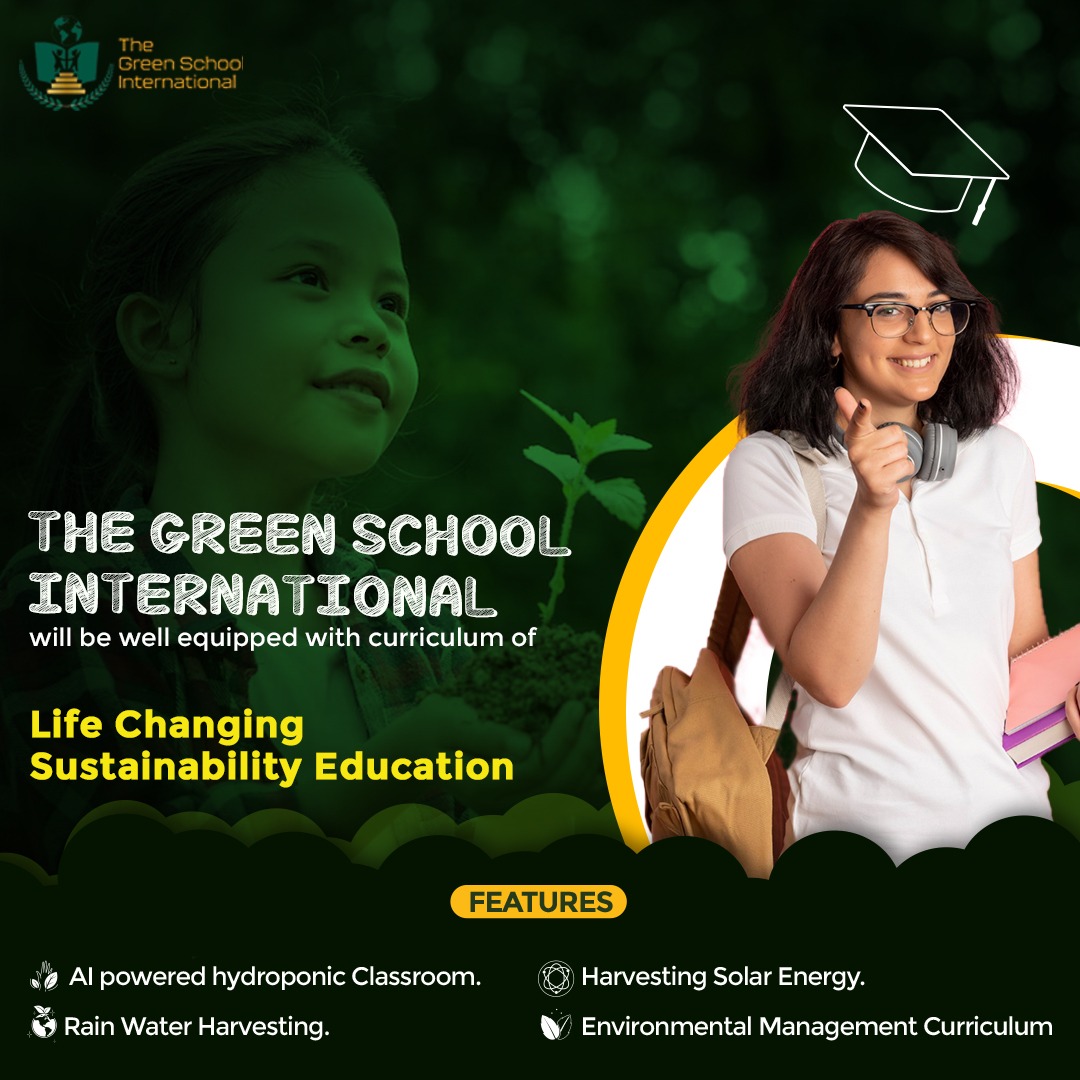 The
Green School
International
THE GREEN SCHOOL
INTERNATIONAL
will be well equipped with curriculum of
Life Changing
Sustainability Education
FEATURES
AI powered hydroponic Classroom.
Harvesting Solar Energy.
Rain Water Harvesting.
Environmental Management Curriculum